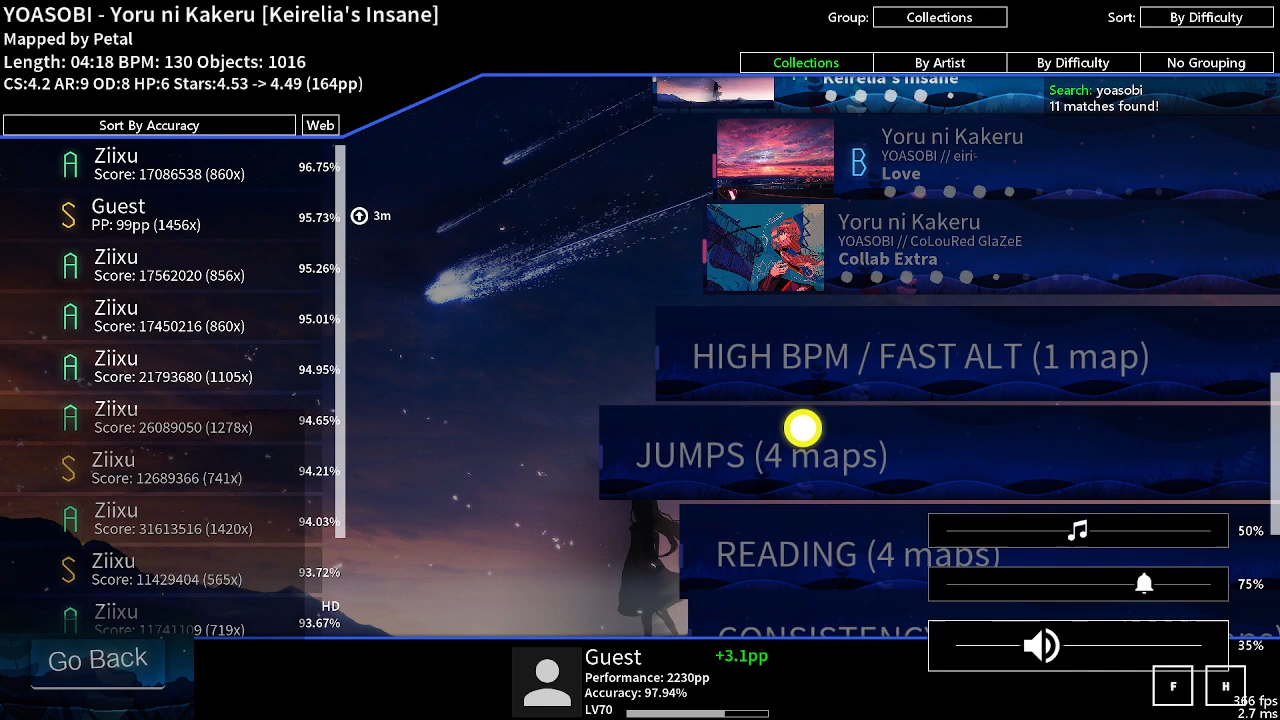 YOASOBI - Yoru ni Kakeru [Keirelia's Insane]
Mapped by Petal
Length: 04:18 BPM: 130 Objects: 1016
CS:4.2 AR:9 OD:8 HP:6 Stars:4.53 -> 4.49 (164pp)
Group: Collections
Sort: By Difficulty
Collections
By Artist
By Difficulty
No Grouping
Sort By Accuracy
Web
Search: yoasobi
11 matches found!
A Ziixu
Score: 17086538 (860x)
96.75%
S Guest
PP: 99pp (1456x)
95.73%
3m
A Ziixu
Score: 17562020 (856x)
95.26%
A Ziixu
Score: 17450216 (860x)
95.01%
A Ziixu
Score: 21793680 (1105x)
94.95%
A Ziixu
Score: 26089050 (1278x)
94.65%
S Ziixu
Score: 12689366 (741x)
94.21%
A Ziixu
Score: 31613516 (1420x)
94.03%
S Ziixu
Score: 11429404 (565x)
93.72%
A Ziixu
Score: 11741109 (719x)
HD
93.67%
Keirelia's Insane
B
Yoru ni Kakeru
YOASOBI // eiri-
Love
Yoru ni Kakeru
YOASOBI // CoLouRed GlaZeE
Collab Extra
HIGH BPM / FAST ALT (1 map)
JUMPS (4 maps)
READING (4 maps)
CONSISTENCY
50%
75%
35%
Go Back
Guest
+3.1pp
Performance: 2230pp
Accuracy: 97.94%
LV70
F
H
366 fps
2.7 ms